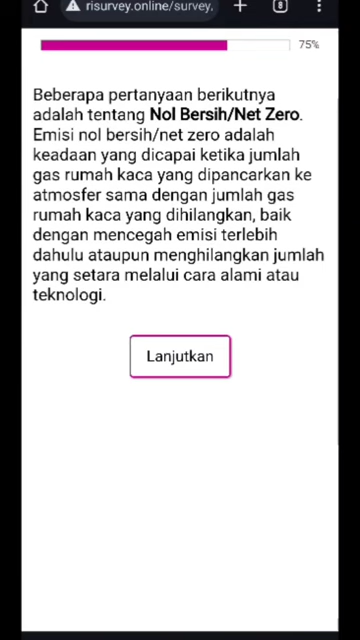 risurvey.online/survey.
8
75%
Beberapa pertanyaan berikutnya
adalah tentang Nol Bersih/Net Zero.
Emisi nol bersih/net zero adalah
keadaan yang dicapai ketika jumlah
gas rumah kaca yang dipancarkan ke
atmosfer sama dengan jumlah gas
rumah kaca yang dihilangkan, baik
dengan mencegah emisi terlebih
dahulu ataupun menghilangkan jumlah
yang setara melalui cara alami atau
teknologi.
Lanjutkan